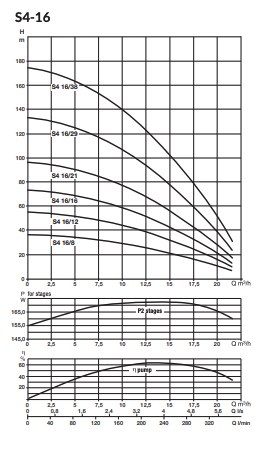 S4-16
H
m
180
160
140
120
100
80
60
40
20
0
S4 16/38
S4 16/29
S4 16/21
S4 16/16
S4 16/12
S4 16/8
0 2,5 5 7,5 10 12,5 15 17,5 20 Q m³/h
P for stages
W
165,0
155,0
145,0
P2 stages
0 2,5 5 7,5 10 12,5 15 17,5 20 Q m³/h
η
%
60
40
20
η pump
0 2,5 5 7,5 10 12,5 15 17,5 20 Q m³/h
0 0,8 1,6 2,4 3,2 4 4,8 5,6 Q l/s
0 40 80 120 160 200 240 280 320 Q l/min